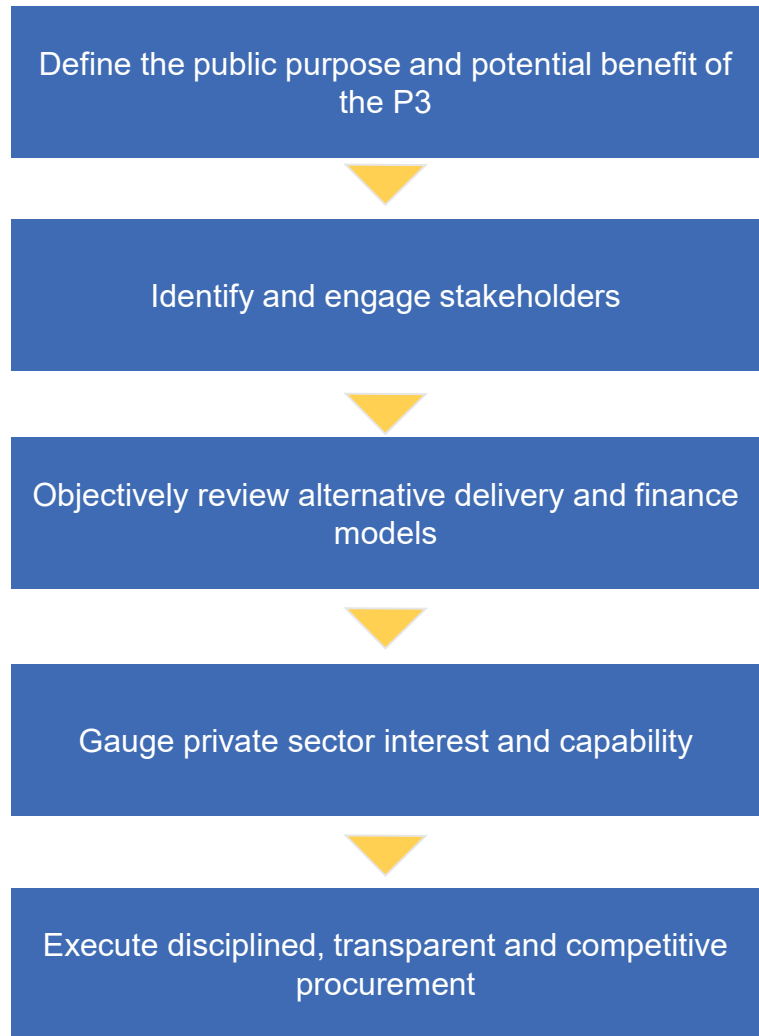 Define the public purpose and potential benefit of
the P3
Identify and engage stakeholders
Objectively review alternative delivery and finance
models
Gauge private sector interest and capability
Execute disciplined, transparent and competitive
procurement